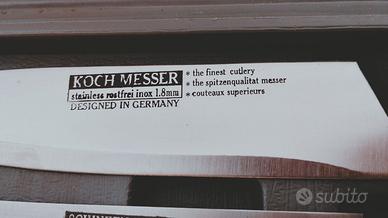 KOCH MESSER
stainless rostfrei inox 1.8mm
DESIGNED IN GERMANY
* the finest cutlery
* the spitzenqualitat messer
* couteaux superieurs
subito